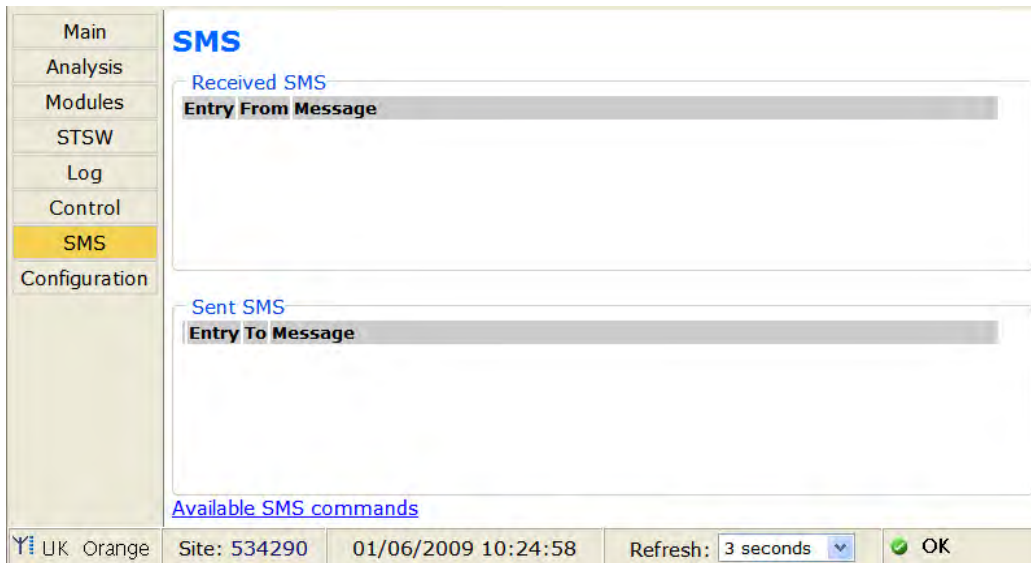 Main
Analysis
Modules
STSW
Log
Control
SMS
Configuration
SMS
Received SMS
Entry From Message
Sent SMS
Entry To Message
Available SMS commands
UK Orange Site: 534290 01/06/2009 10:24:58 Refresh: 3 seconds OK